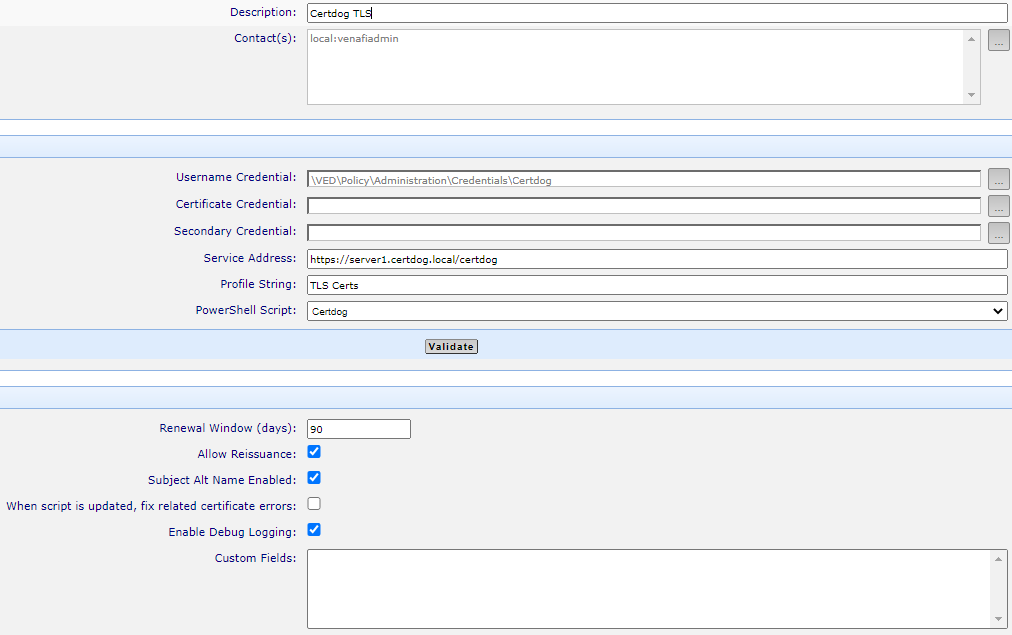 Description: Certdog TLS
Contact(s): local:venafiadmin
...
Username Credential: \VED\Policy\Administration\Credentials\Certdog ...
Certificate Credential: ...
Secondary Credential: ...
Service Address: https://server1.certdog.local/certdog
Profile String: TLS Certs
PowerShell Script: Certdog
Validate
Renewal Window (days): 90
Allow Reissuance:
Subject Alt Name Enabled:
When script is updated, fix related certificate errors:
Enable Debug Logging:
Custom Fields: